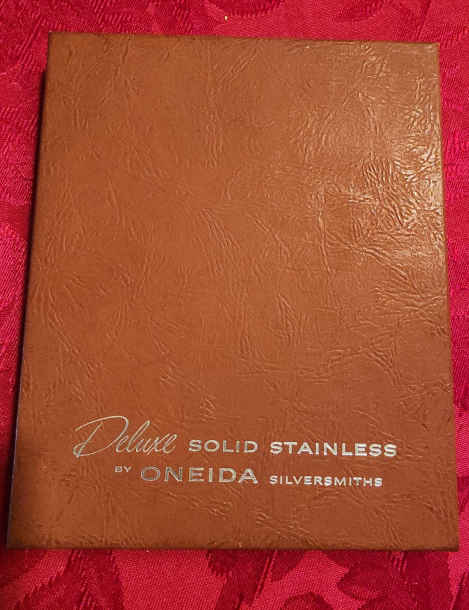 Deluxe SOLID STAINLESS
BY ONEIDA SILVERSMITHS